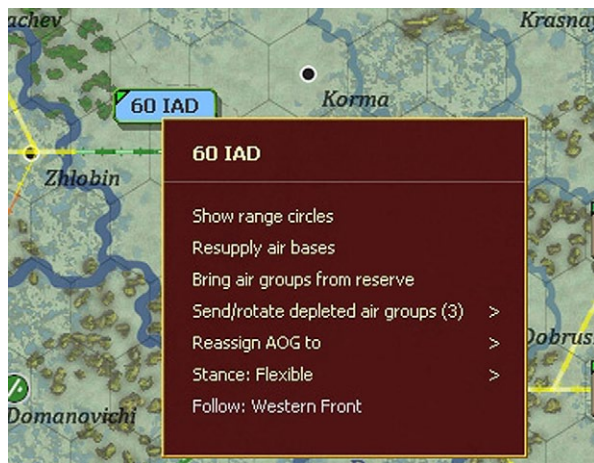 achev
Krasnay
60 IAD
Korma
Zhlobin
60 IAD
Show range circles
Resupply air bases
Bring air groups from reserve
Send/rotate depleted air groups (3) >
Reassign AOG to >
Stance: Flexible >
Follow: Western Front
Dobrus
Domanovichi